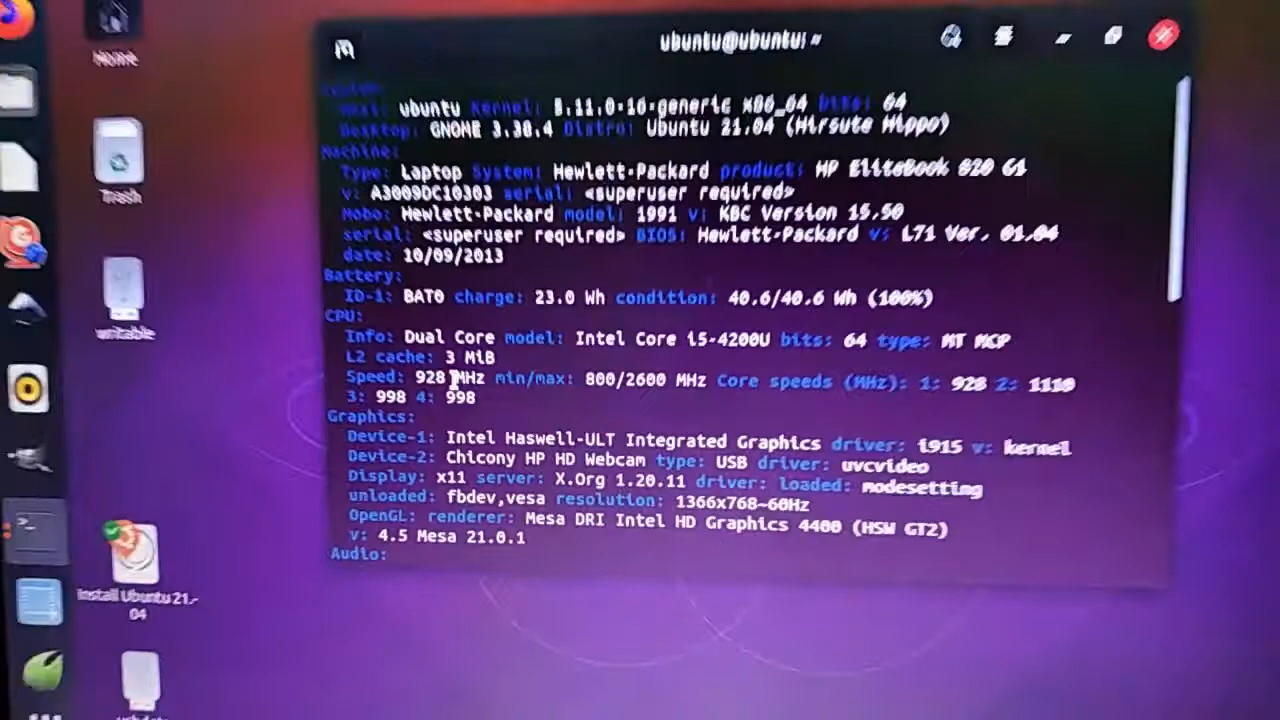 Home
Trash
writable
Install Ubuntu 21.-
04
ubuntu@ubuntu: ~
System:
Host: ubuntu Kernel: 5.11.0-16-generic x86_64 bits: 64
Desktop: GNOME 3.38.4 Distro: Ubuntu 21.04 (Hirsute Hippo)
Machine:
Type: Laptop System: Hewlett-Packard product: HP EliteBook 820 G1
v: A3009DC10303 serial: <superuser required>
Mobo: Hewlett-Packard model: 1991 v: KBC Version 15.50
serial: <superuser required> BIOS: Hewlett-Packard v: L71 Ver. 01.04
date: 10/09/2013
Battery:
ID-1: BAT0 charge: 23.0 Wh condition: 40.6/40.6 Wh (100%)
CPU:
Info: Dual Core model: Intel Core i5-4200U bits: 64 type: MT MCP
L2 cache: 3 MiB
Speed: 928 MHz min/max: 800/2600 MHz Core speeds (MHz): 1: 928 2: 1110
3: 998 4: 998
Graphics:
Device-1: Intel Haswell-ULT Integrated Graphics driver: i915 v: kernel
Device-2: Chicony HP HD Webcam type: USB driver: uvcvideo
Display: x11 server: X.Org 1.20.11 driver: loaded: modesetting
unloaded: fbdev,vesa resolution: 1366x768~60Hz
OpenGL: renderer: Mesa DRI Intel HD Graphics 4400 (HSW GT2)
v: 4.5 Mesa 21.0.1
Audio: